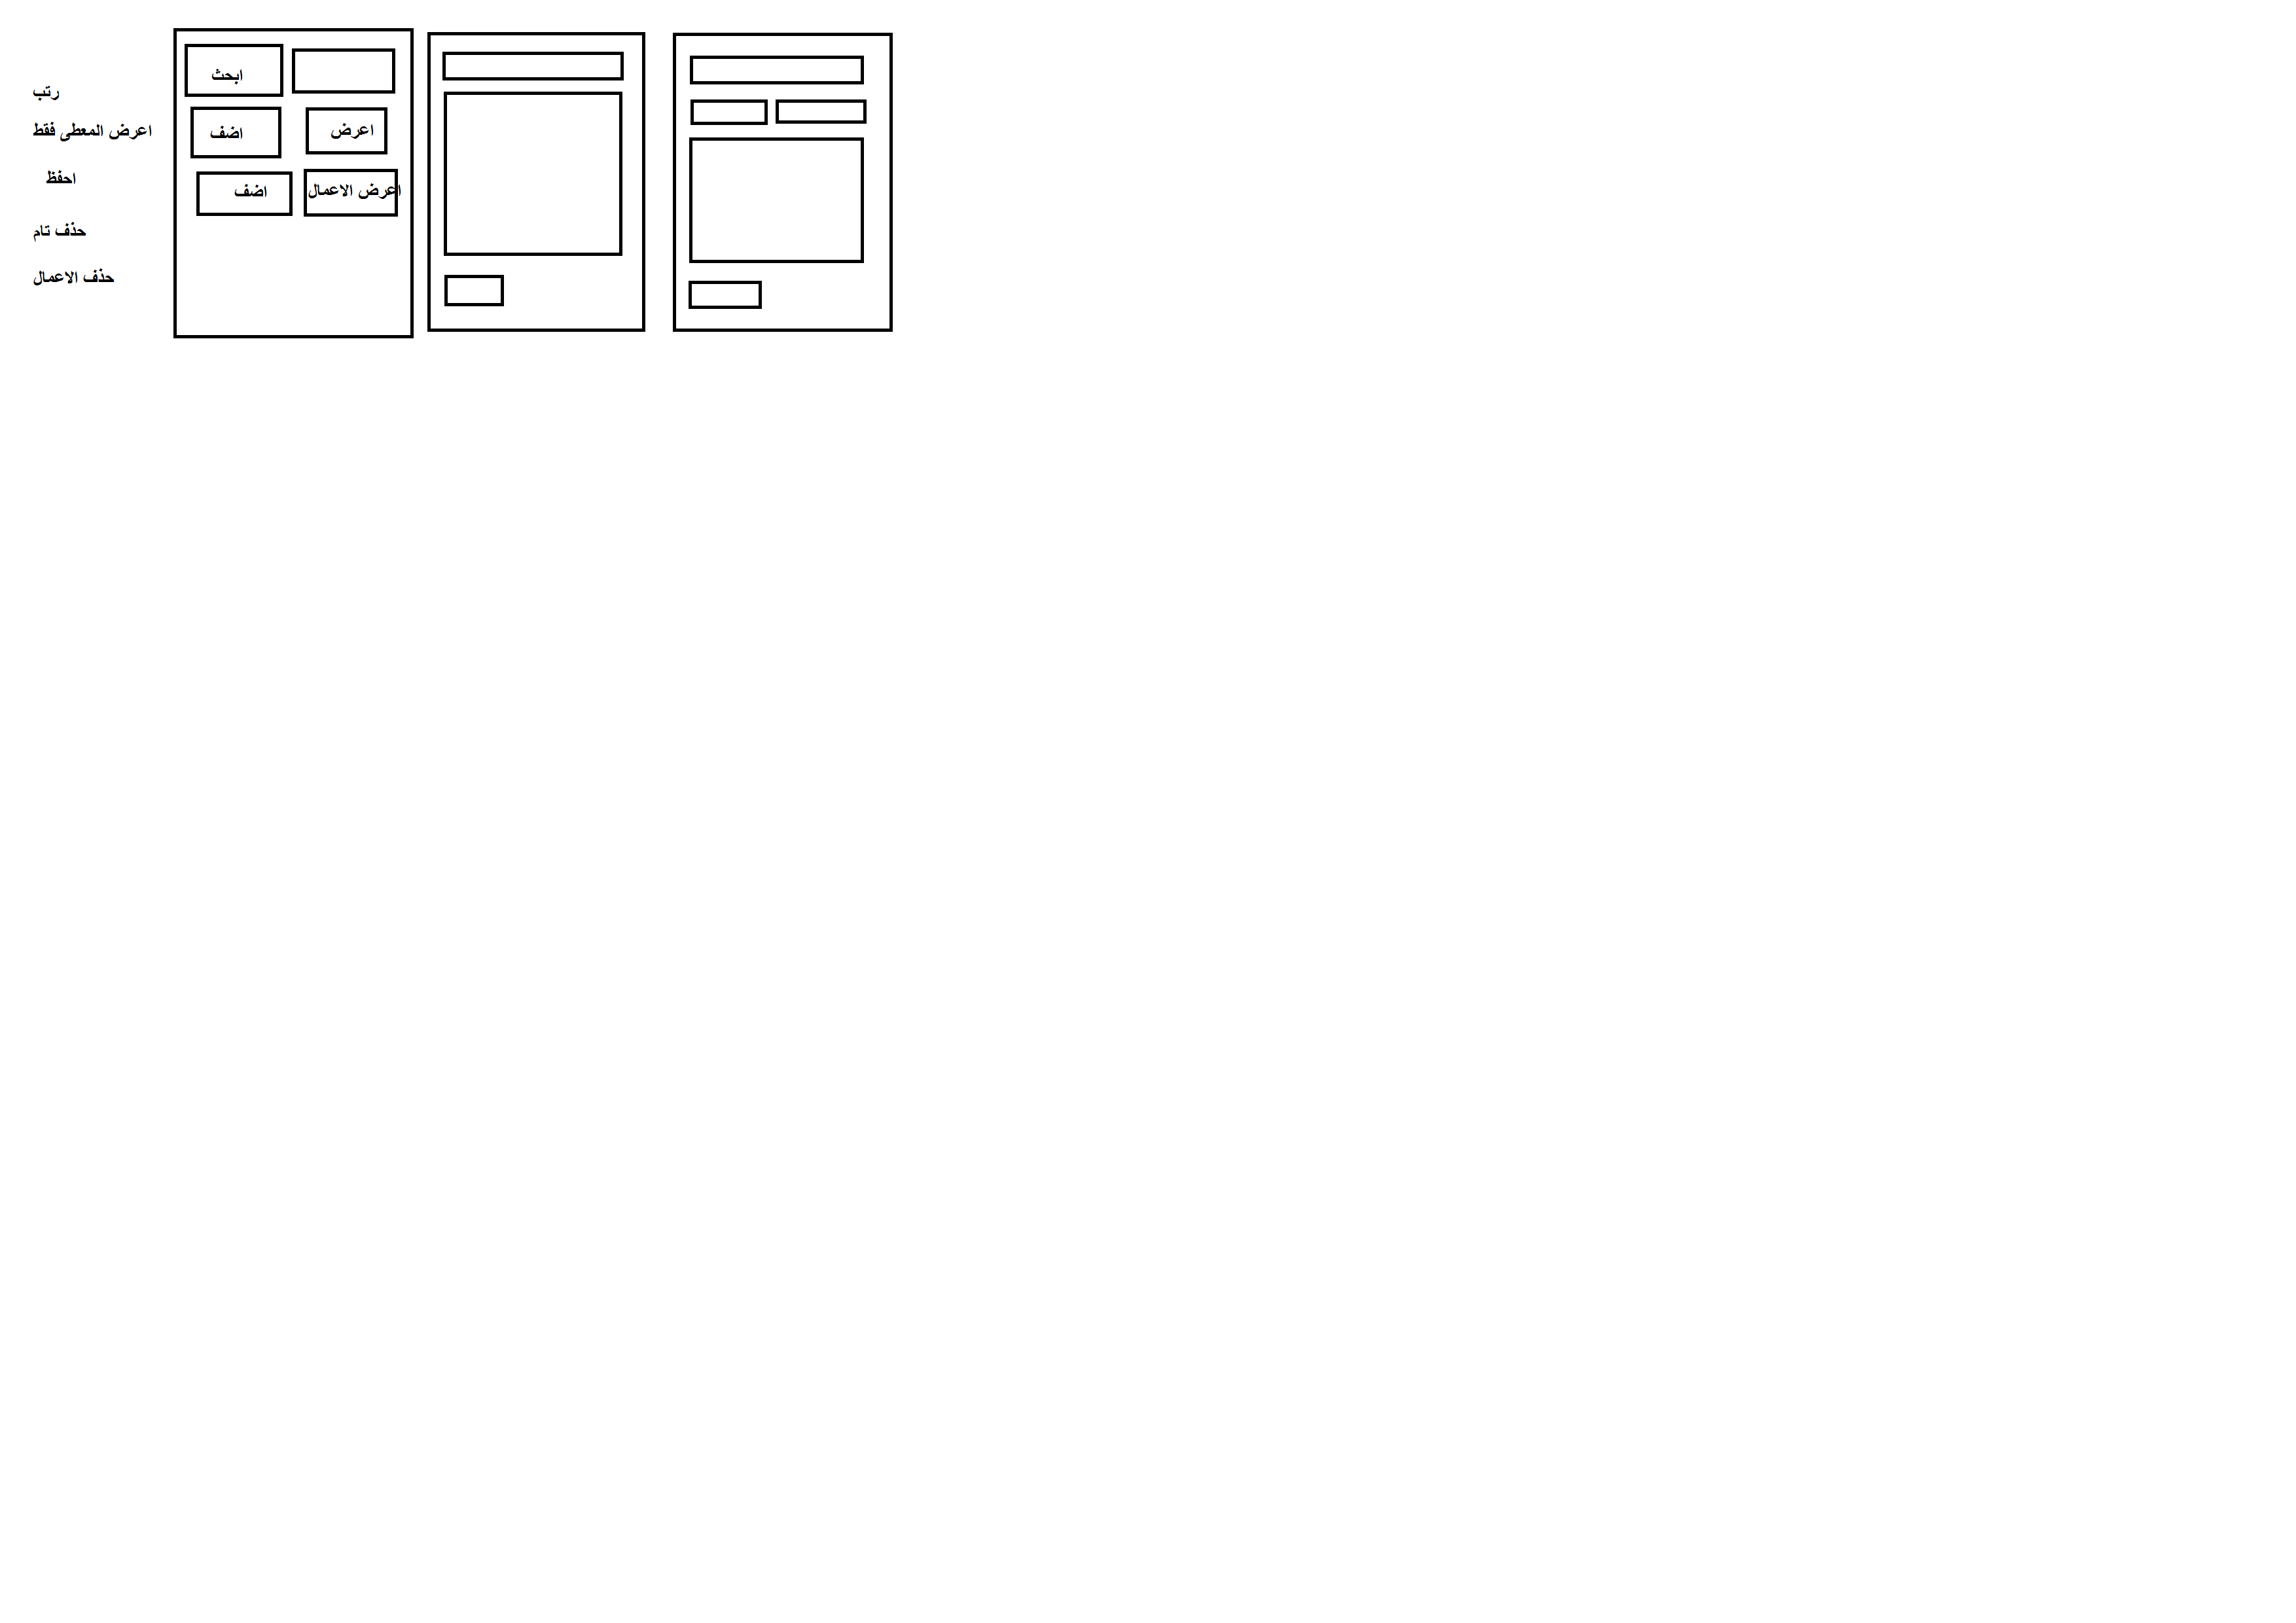 رتب
اعرض المعطى فقط
احفظ
حذف تام
حذف الاعمال
ابحث
اعرض
اضف
اعرض الاعمال
اضف